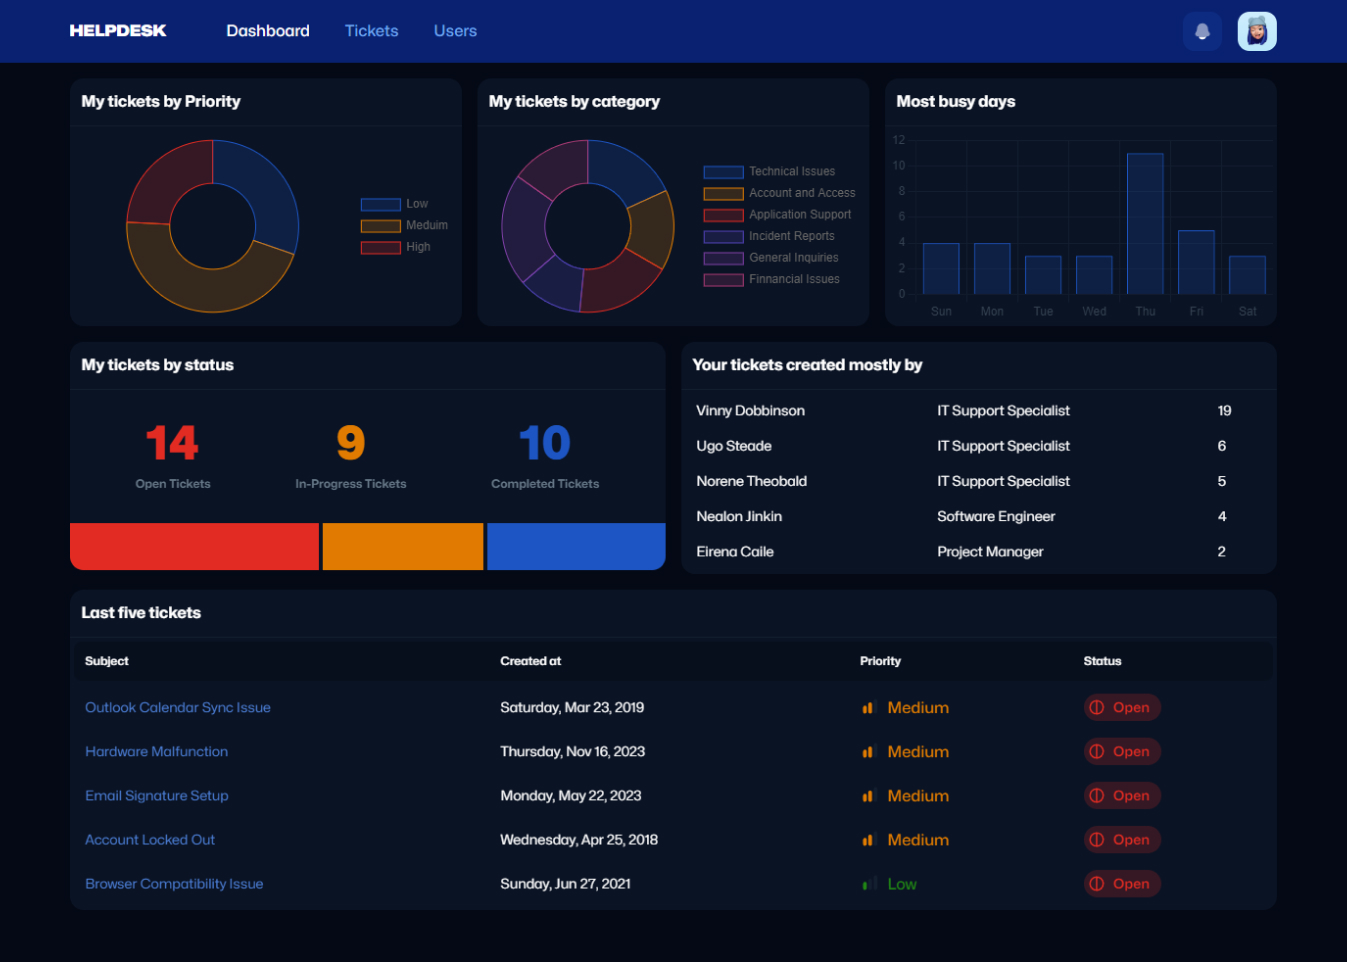 HELPDESK Dashboard Tickets Users
My tickets by Priority
Low
Meduim
High
My tickets by category
Technical Issues
Account and Access
Application Support
Incident Reports
General Inquiries
Finnancial Issues
Most busy days
12
10
8
6
4
2
0
Sun Mon Tue Wed Thu Fri Sat
My tickets by status
14 9 10
Open Tickets In-Progress Tickets Completed Tickets
Your tickets created mostly by
Vinny Dobbinson IT Support Specialist 19
Ugo Steade IT Support Specialist 6
Norene Theobald IT Support Specialist 5
Nealon Jinkin Software Engineer 4
Eirena Caile Project Manager 2
Last five tickets
Subject Created at Priority Status
Outlook Calendar Sync Issue Saturday, Mar 23, 2019 Medium Open
Hardware Malfunction Thursday, Nov 16, 2023 Medium Open
Email Signature Setup Monday, May 22, 2023 Medium Open
Account Locked Out Wednesday, Apr 25, 2018 Medium Open
Browser Compatibility Issue Sunday, Jun 27, 2021 Low Open